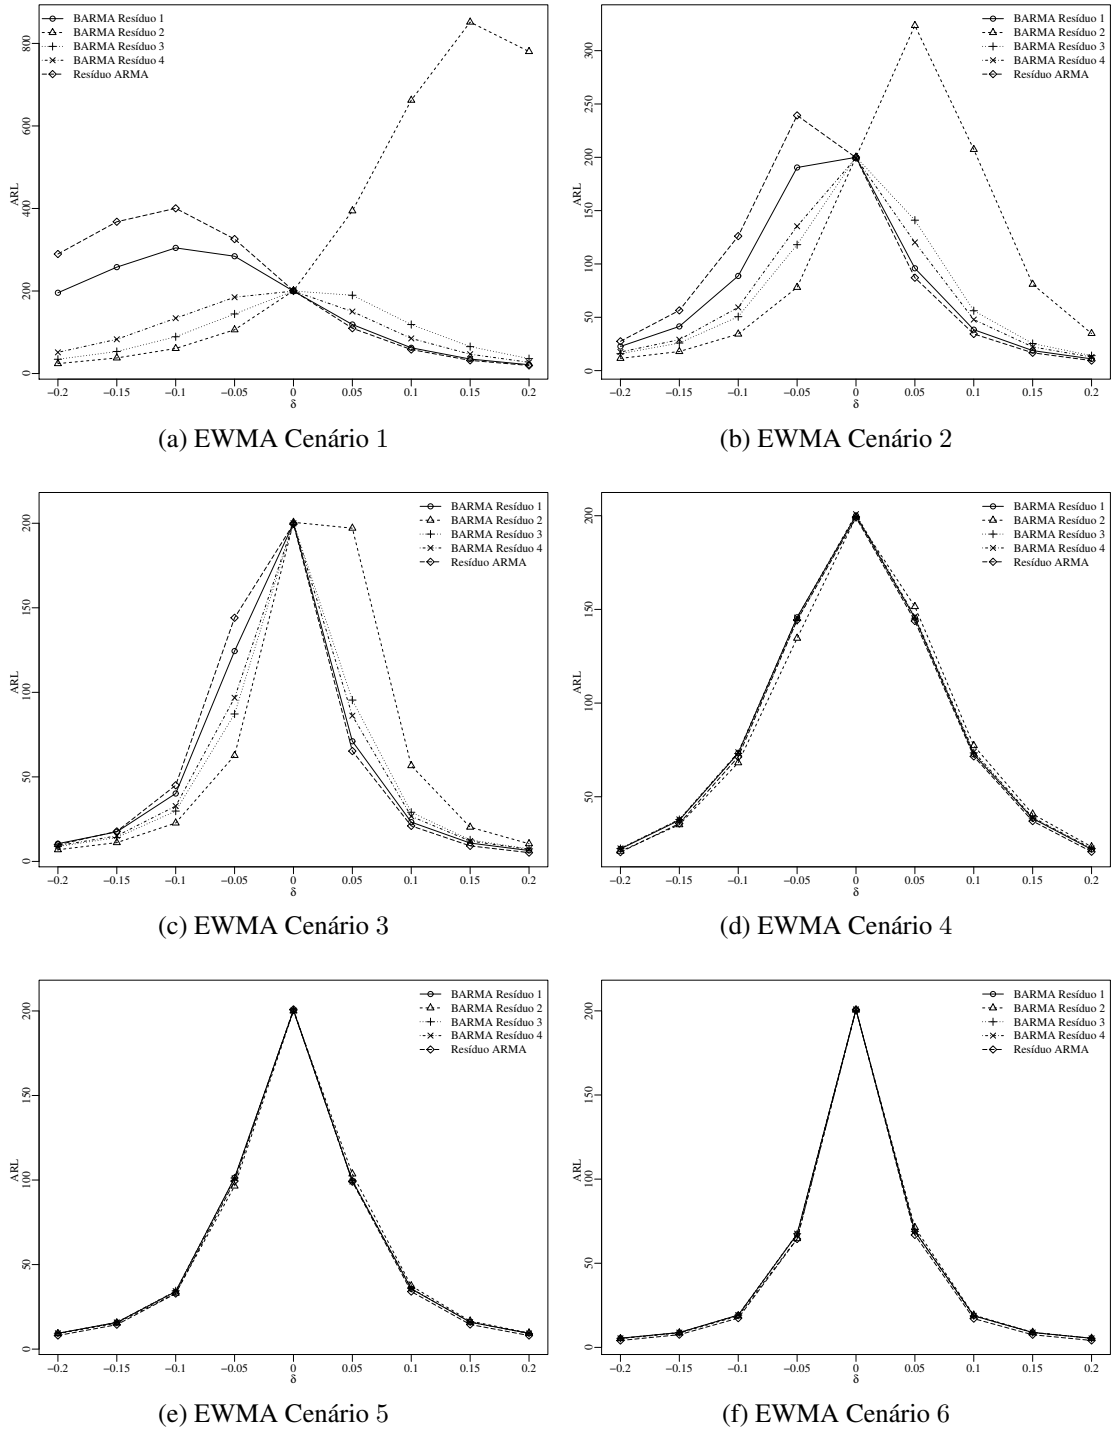 BARMA Resíduo 1
BARMA Resíduo 2
BARMA Resíduo 3
BARMA Resíduo 4
Resíduo ARMA
ARL
0
200
400
600
800
−0.2 −0.15 −0.1 −0.05 0 0.05 0.1 0.15 0.2
δ
(a) EWMA Cenário 1
BARMA Resíduo 1
BARMA Resíduo 2
BARMA Resíduo 3
BARMA Resíduo 4
Resíduo ARMA
ARL
0
50
100
150
200
250
300
−0.2 −0.15 −0.1 −0.05 0 0.05 0.1 0.15 0.2
δ
(b) EWMA Cenário 2
BARMA Resíduo 1
BARMA Resíduo 2
BARMA Resíduo 3
BARMA Resíduo 4
Resíduo ARMA
ARL
0
50
100
150
200
−0.2 −0.15 −0.1 −0.05 0 0.05 0.1 0.15 0.2
δ
(c) EWMA Cenário 3
BARMA Resíduo 1
BARMA Resíduo 2
BARMA Resíduo 3
BARMA Resíduo 4
Resíduo ARMA
ARL
50
100
150
200
−0.2 −0.15 −0.1 −0.05 0 0.05 0.1 0.15 0.2
δ
(d) EWMA Cenário 4
BARMA Resíduo 1
BARMA Resíduo 2
BARMA Resíduo 3
BARMA Resíduo 4
Resíduo ARMA
ARL
0
50
100
150
200
−0.2 −0.15 −0.1 −0.05 0 0.05 0.1 0.15 0.2
δ
(e) EWMA Cenário 5
BARMA Resíduo 1
BARMA Resíduo 2
BARMA Resíduo 3
BARMA Resíduo 4
Resíduo ARMA
ARL
0
50
100
150
200
−0.2 −0.15 −0.1 −0.05 0 0.05 0.1 0.15 0.2
δ
(f) EWMA Cenário 6